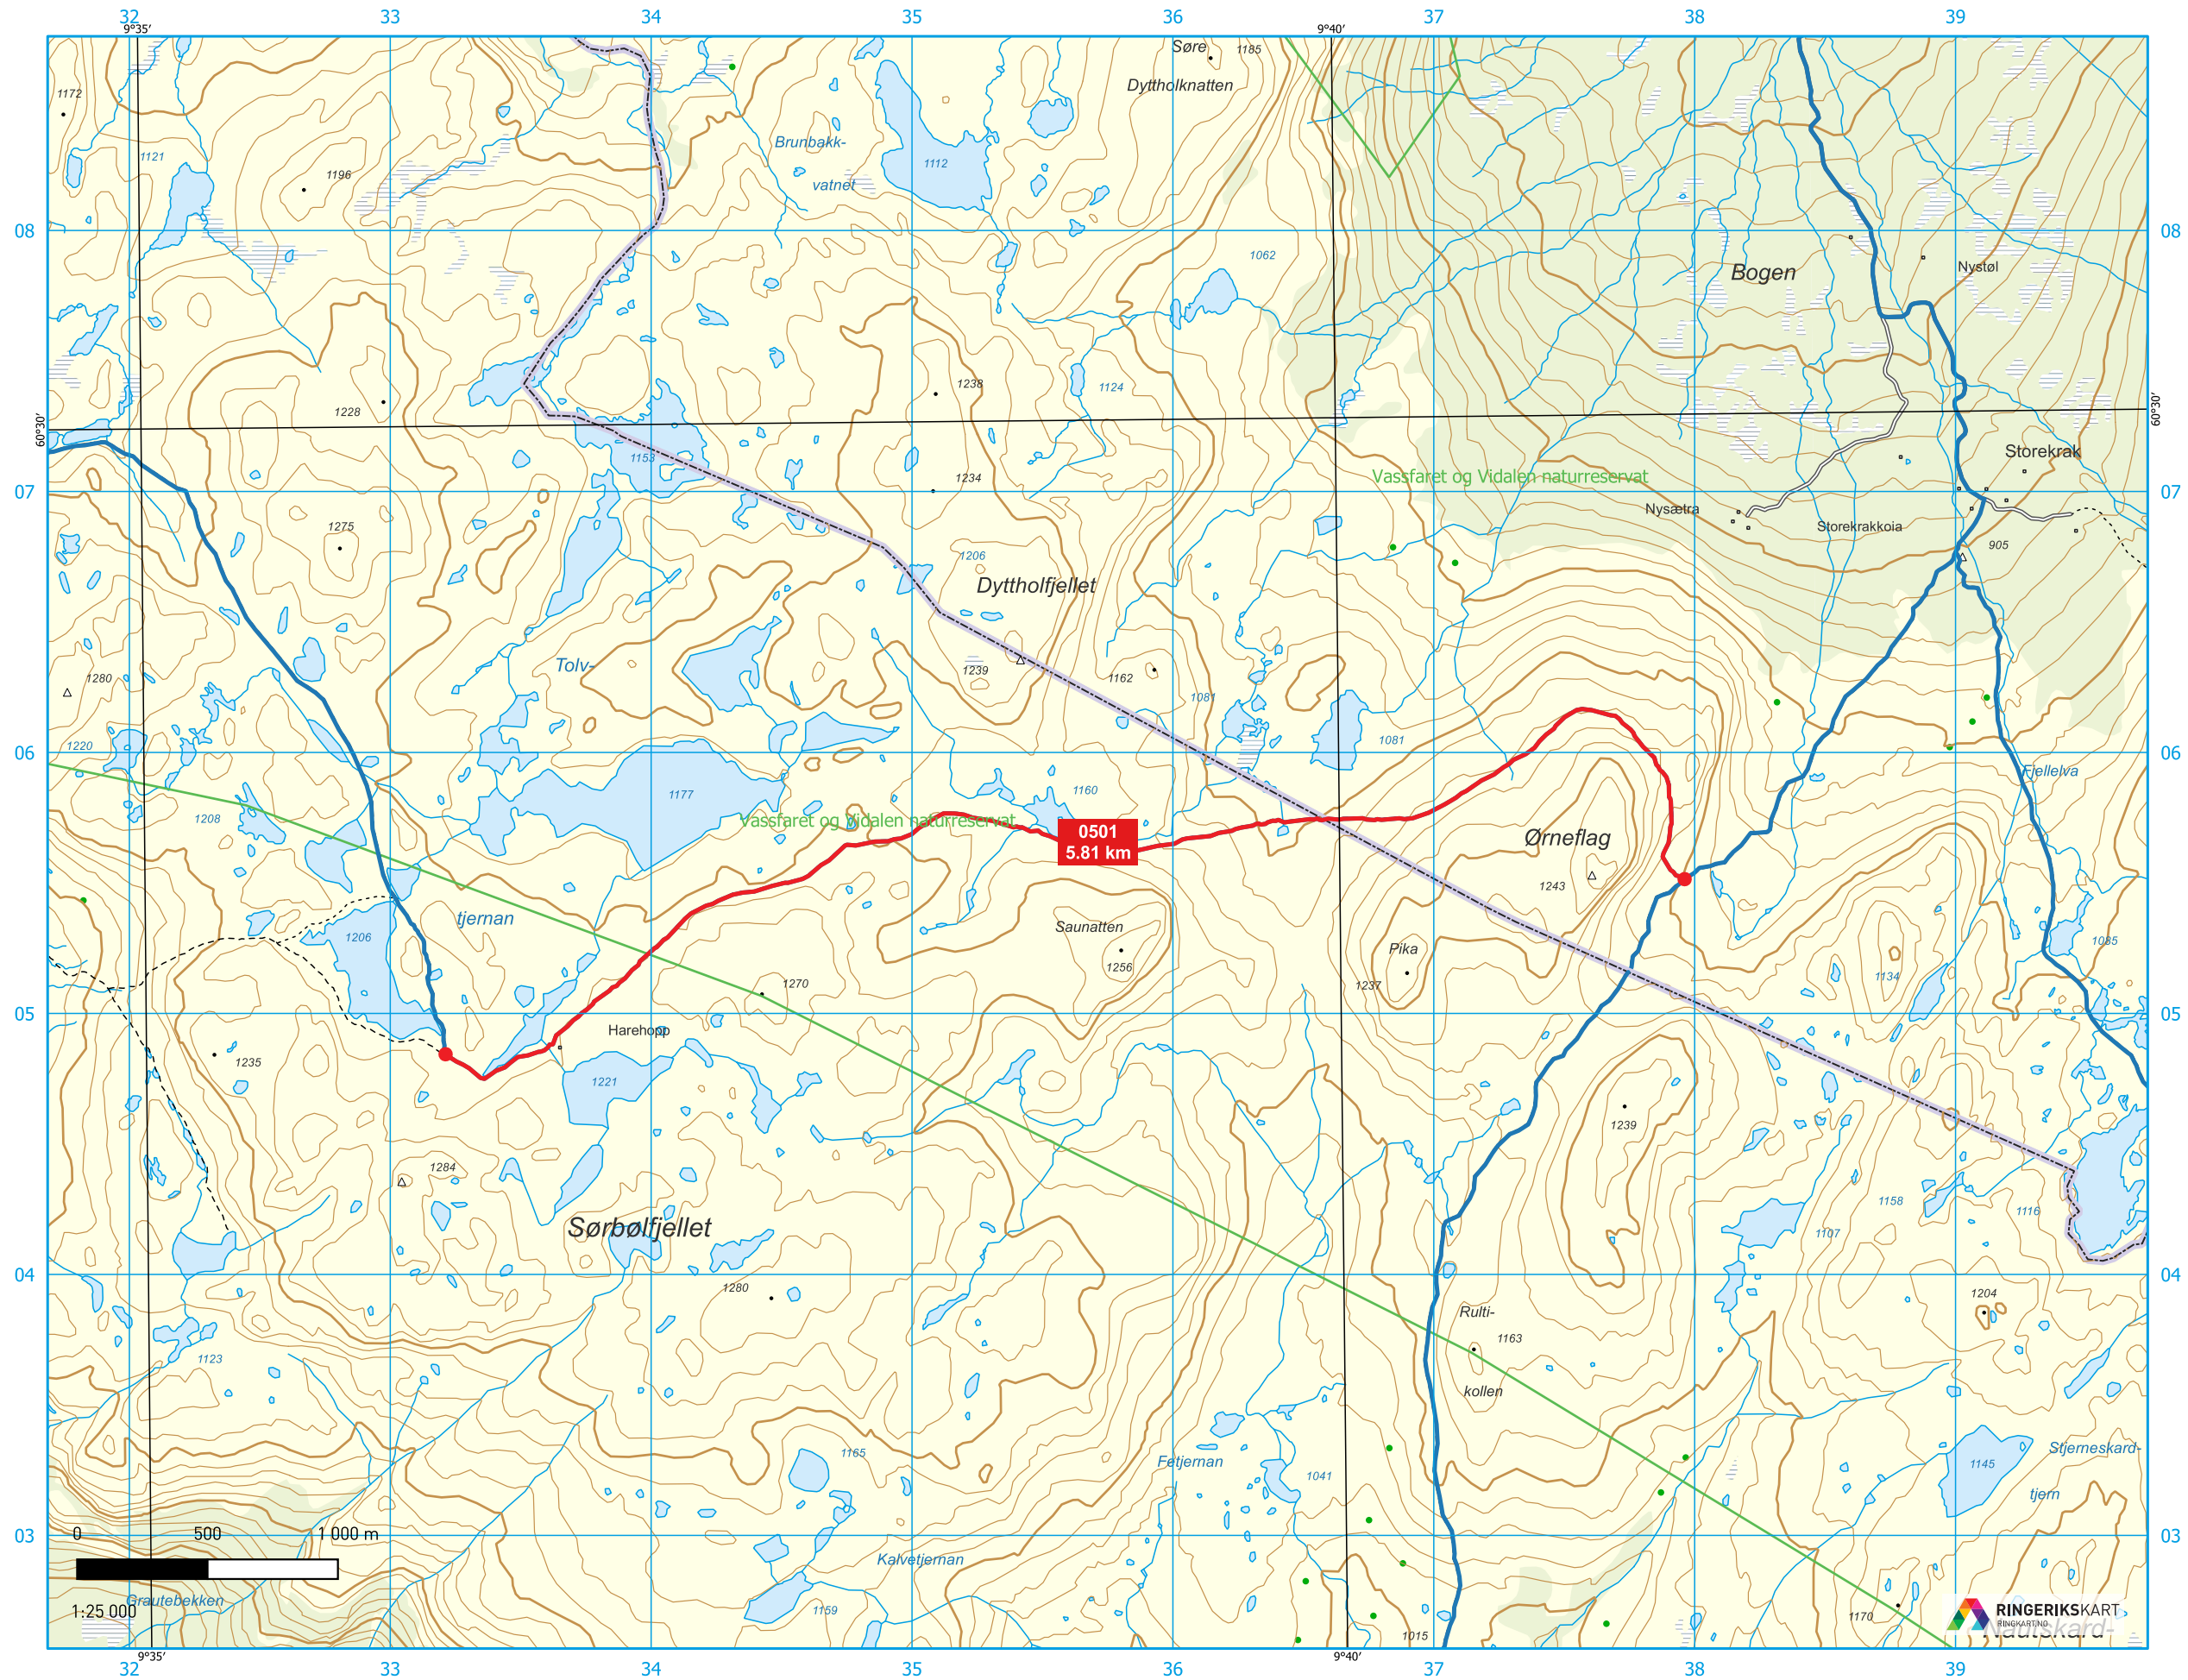 32 33 34 35 36 37 38 39
9°35′ 9°40′
Søre 1185
Dyttholknatten
1172
1121
1196
Brunbakk-
vatnet
1112
08 08
1062
Bogen
Nystøl
1124
1238
1228
60°30′ 60°30′
1153
Storekrak
1234
Vassfaret og Vidalen naturreservat
07 07
Nysætra
Storekrakkoia
1275
905
1206
Dyttholfjellet
Tolv-
1239
1162
1280
1081
1081
1220
06 06
Fjellelva
1177
1160
1208
Vassfaret og Vidalen naturreservat
0501
5.81 km
Ørneflag
1243
tjernan
Saunatten
1206
1085
Pika
1256
1134
1270
1237
05 05
Harehopp
1235
1221
1239
1284
1158
1116
Sørbølfjellet
1107
04 04
1280
1204
Rulti-
1163
1123
kollen
1165
Stjerneskard-
Fetjernan
1145
1041
tjern
03 03
0 500 1 000 m
Kalvetjernan
Grautebekken
1:25 000
1159
1170
RINGERIKSKART
RINGKART.NO
1015
Nautskard-
9°35′ 9°40′
32 33 34 35 36 37 38 39